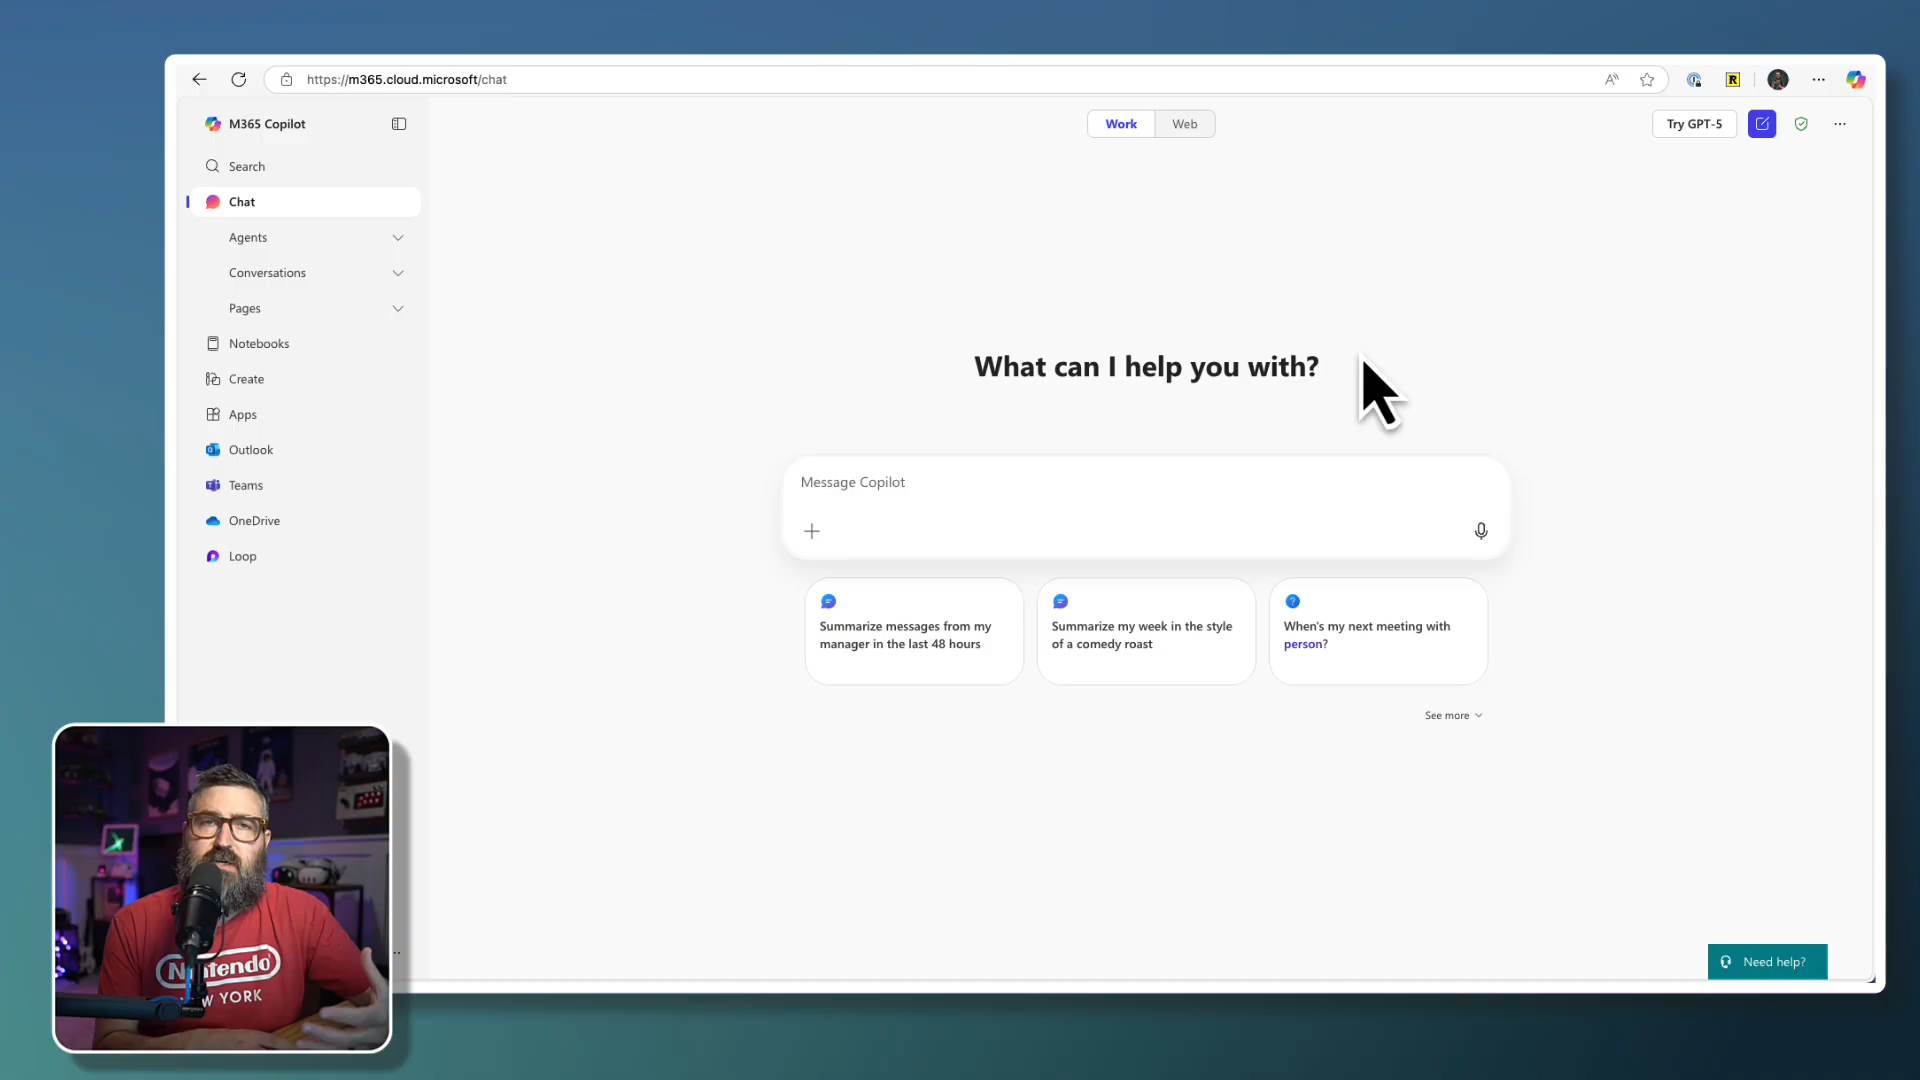 https://m365.cloud.microsoft/chat
M365 Copilot
Search
Chat
Agents
Conversations
Pages
Notebooks
Create
Apps
Outlook
Teams
OneDrive
Loop
Work
Web
Try GPT-5
What can I help you with?
Message Copilot
Summarize messages from my
manager in the last 48 hours
Summarize my week in the style
of a comedy roast
When's my next meeting with
person?
See more
Need help?
Nintendo
NEW YORK